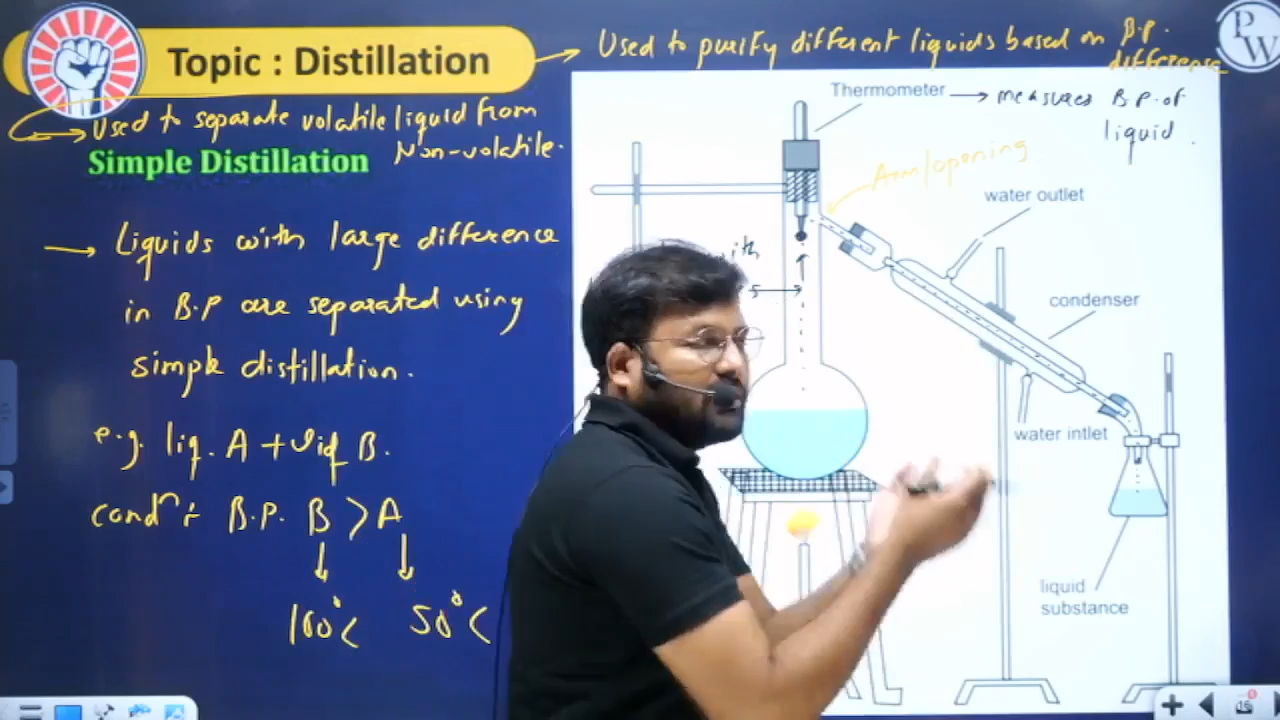 Topic : Distillation
Used to purify different liquids based on B.P. difference
PW
Used to separate volatile liquid from
Non-volatile.
Simple Distillation
Liquids with large difference
in B.P are separated using
simple distillation.
e.g. liq. A + liq B.
condn : B.P. B > A
100°C 50°C
Thermometer → measures B.P. of
liquid.
Arm/opening
water outlet
with
condenser
water intlet
liquid
substance